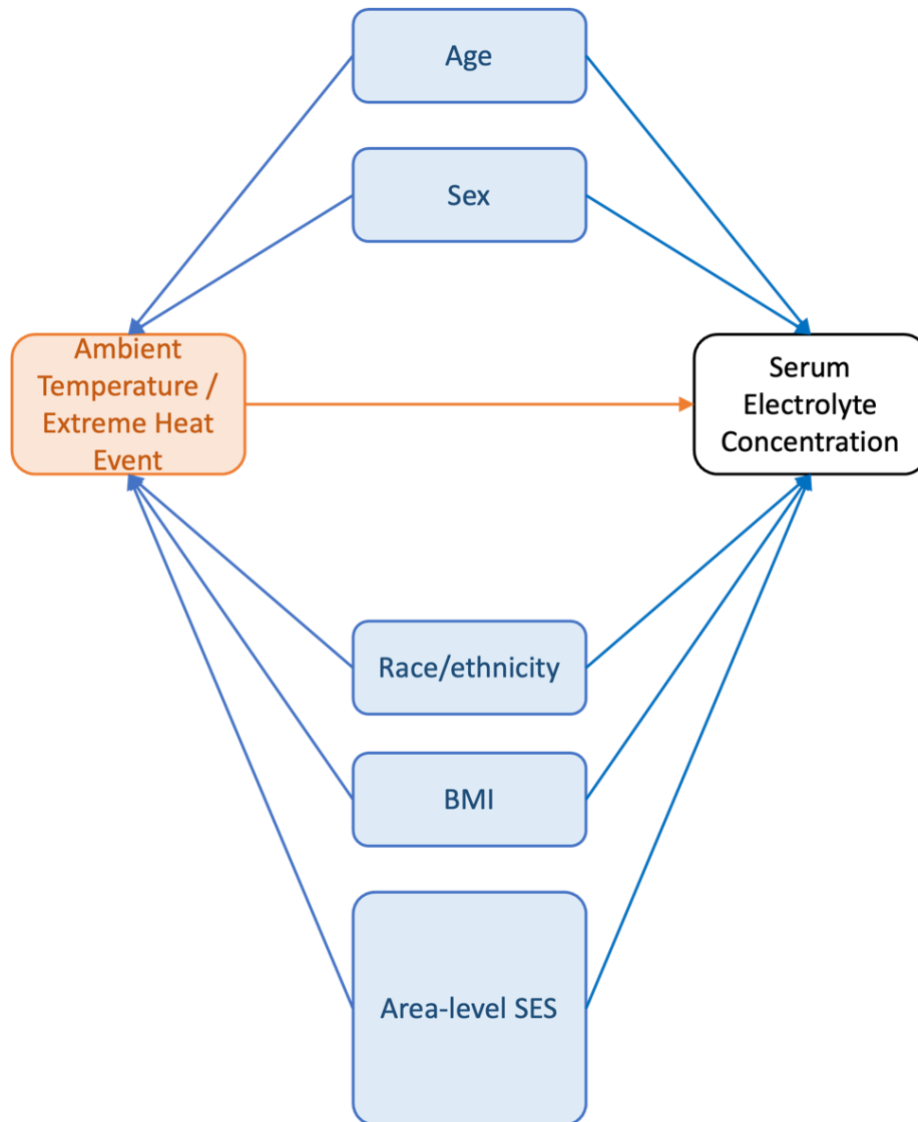 Age
Sex
Ambient
Temperature /
Extreme Heat
Event
Serum
Electrolyte
Concentration
Race/ethnicity
BMI
Area-level SES